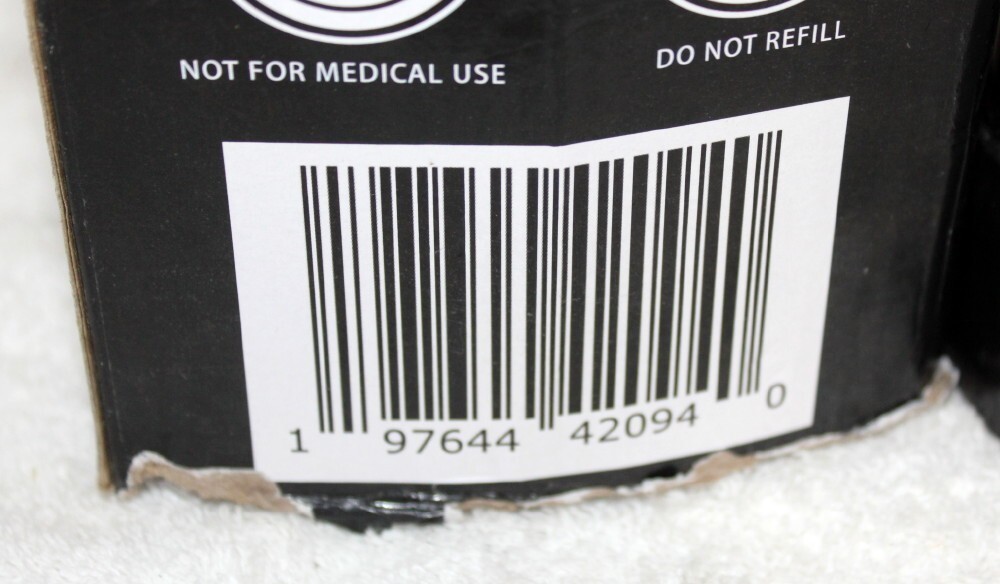 NOT FOR MEDICAL USE
DO NOT REFILL
1 97644 42094 0